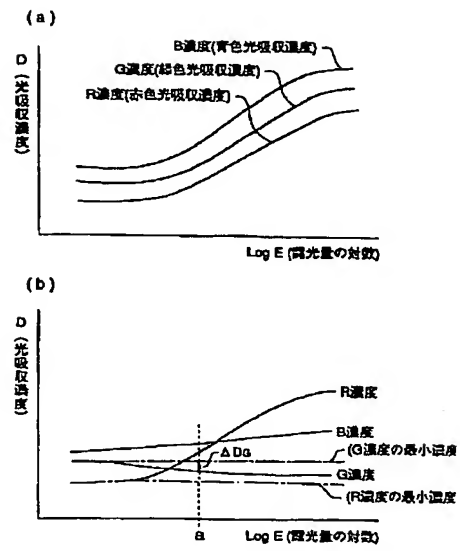 (a)
D(光吸収濃度)
B濃度(青色光吸収濃度)
G濃度(緑色光吸収濃度)
R濃度(赤色光吸収濃度)
Log E (露光量の対数)
(b)
D(光吸収濃度)
R濃度
B濃度
(G濃度の最小濃度
ΔDG
G濃度
(R濃度の最小濃度
a
Log E (露光量の対数)